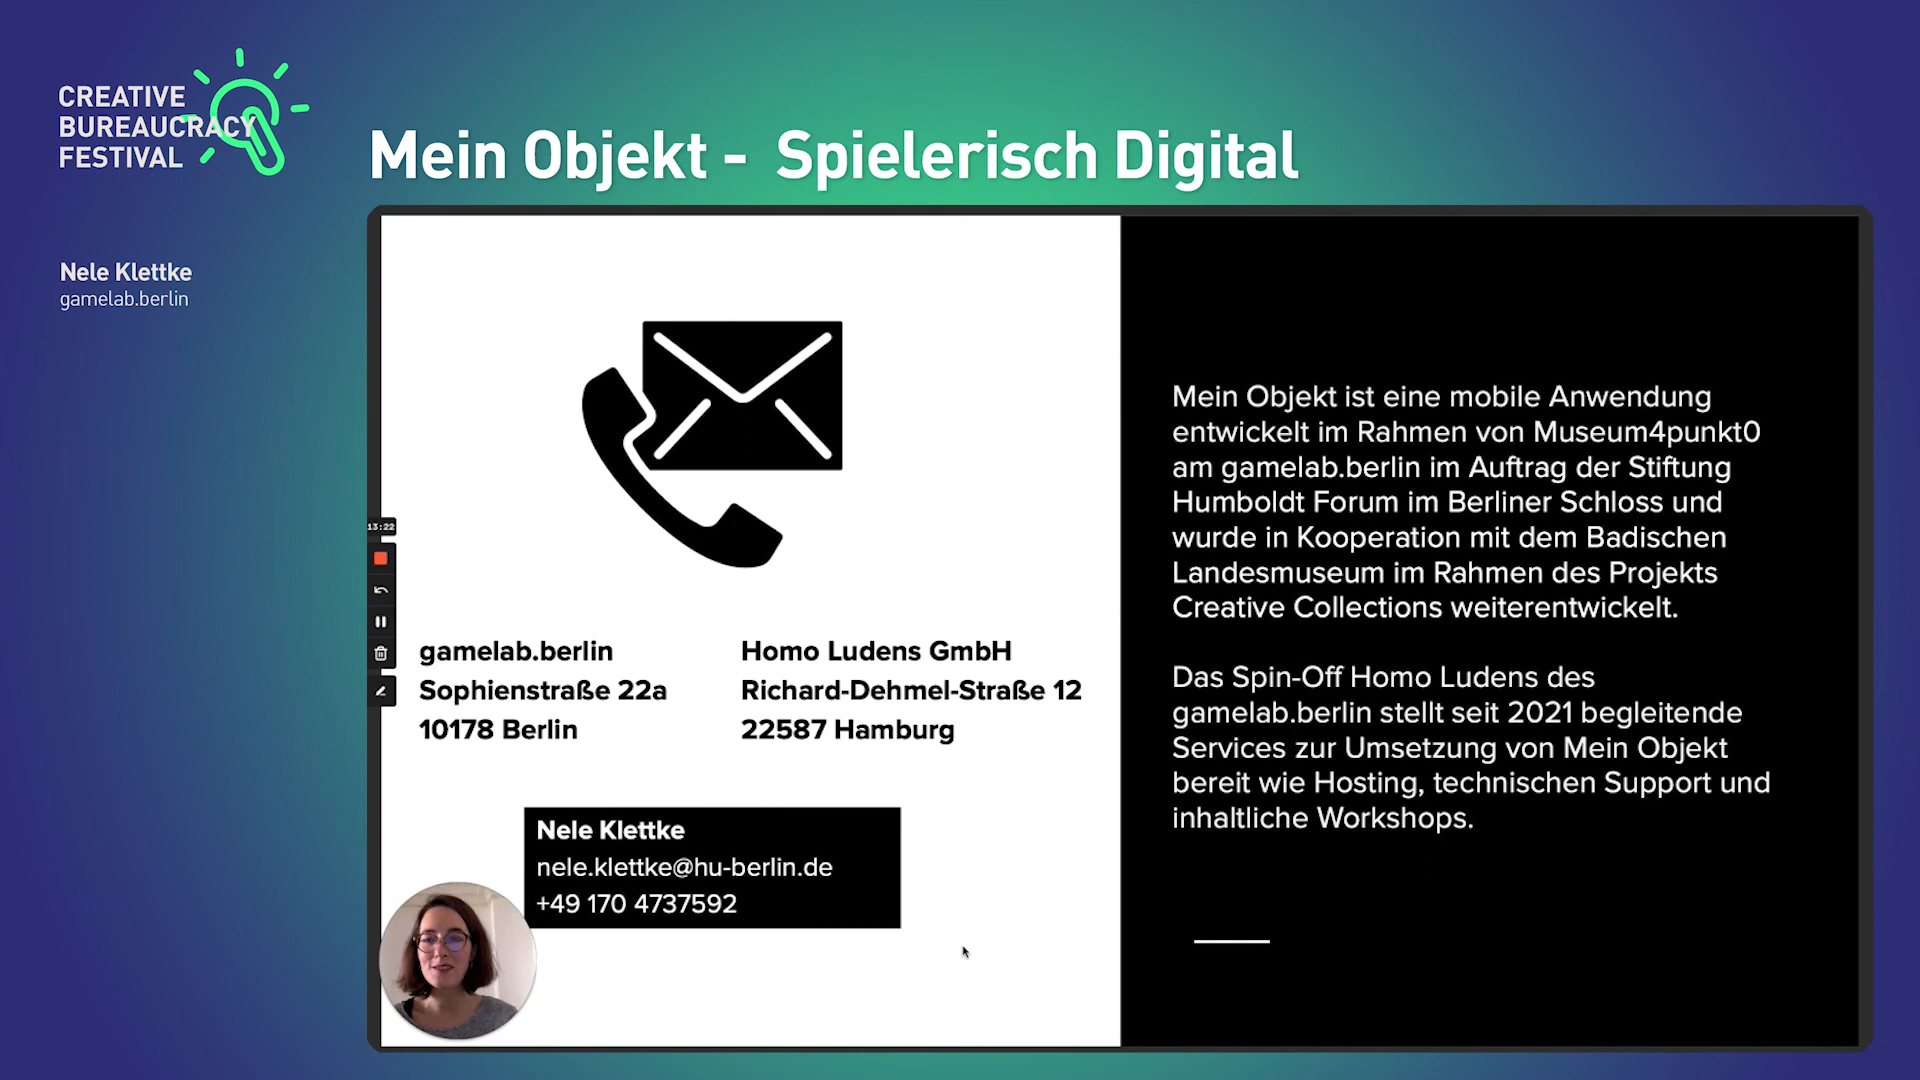 CREATIVE
BUREAUCRACY
FESTIVAL
Mein Objekt - Spielerisch Digital
Nele Klettke
gamelab.berlin
13:22
gamelab.berlin
Sophienstraße 22a
10178 Berlin
Homo Ludens GmbH
Richard-Dehmel-Straße 12
22587 Hamburg
Nele Klettke
nele.klettke@hu-berlin.de
+49 170 4737592
Mein Objekt ist eine mobile Anwendung
entwickelt im Rahmen von Museum4punkt0
am gamelab.berlin im Auftrag der Stiftung
Humboldt Forum im Berliner Schloss und
wurde in Kooperation mit dem Badischen
Landesmuseum im Rahmen des Projekts
Creative Collections weiterentwickelt.
Das Spin-Off Homo Ludens des
gamelab.berlin stellt seit 2021 begleitende
Services zur Umsetzung von Mein Objekt
bereit wie Hosting, technischen Support und
inhaltliche Workshops.